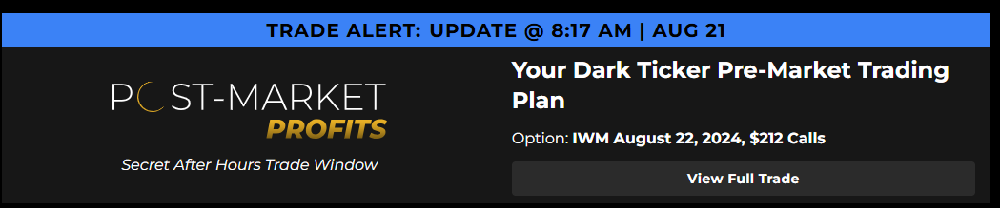 TRADE ALERT: UPDATE @ 8:17 AM | AUG 21
POST-MARKET
PROFITS
Secret After Hours Trade Window
Your Dark Ticker Pre-Market Trading
Plan
Option: IWM August 22, 2024, $212 Calls
View Full Trade